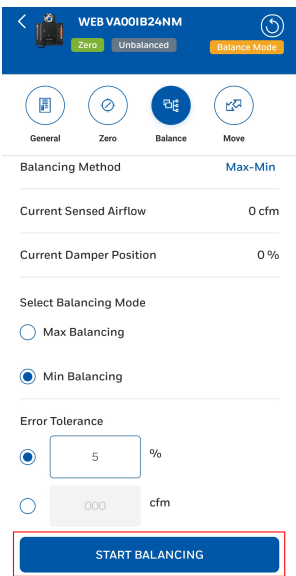 WEB VA00IB24NM
Zero Unbalanced Balance Mode
General Zero Balance Move
Balancing Method Max-Min
Current Sensed Airflow 0 cfm
Current Damper Position 0 %
Select Balancing Mode
Max Balancing
Min Balancing
Error Tolerance
5 %
000 cfm
START BALANCING